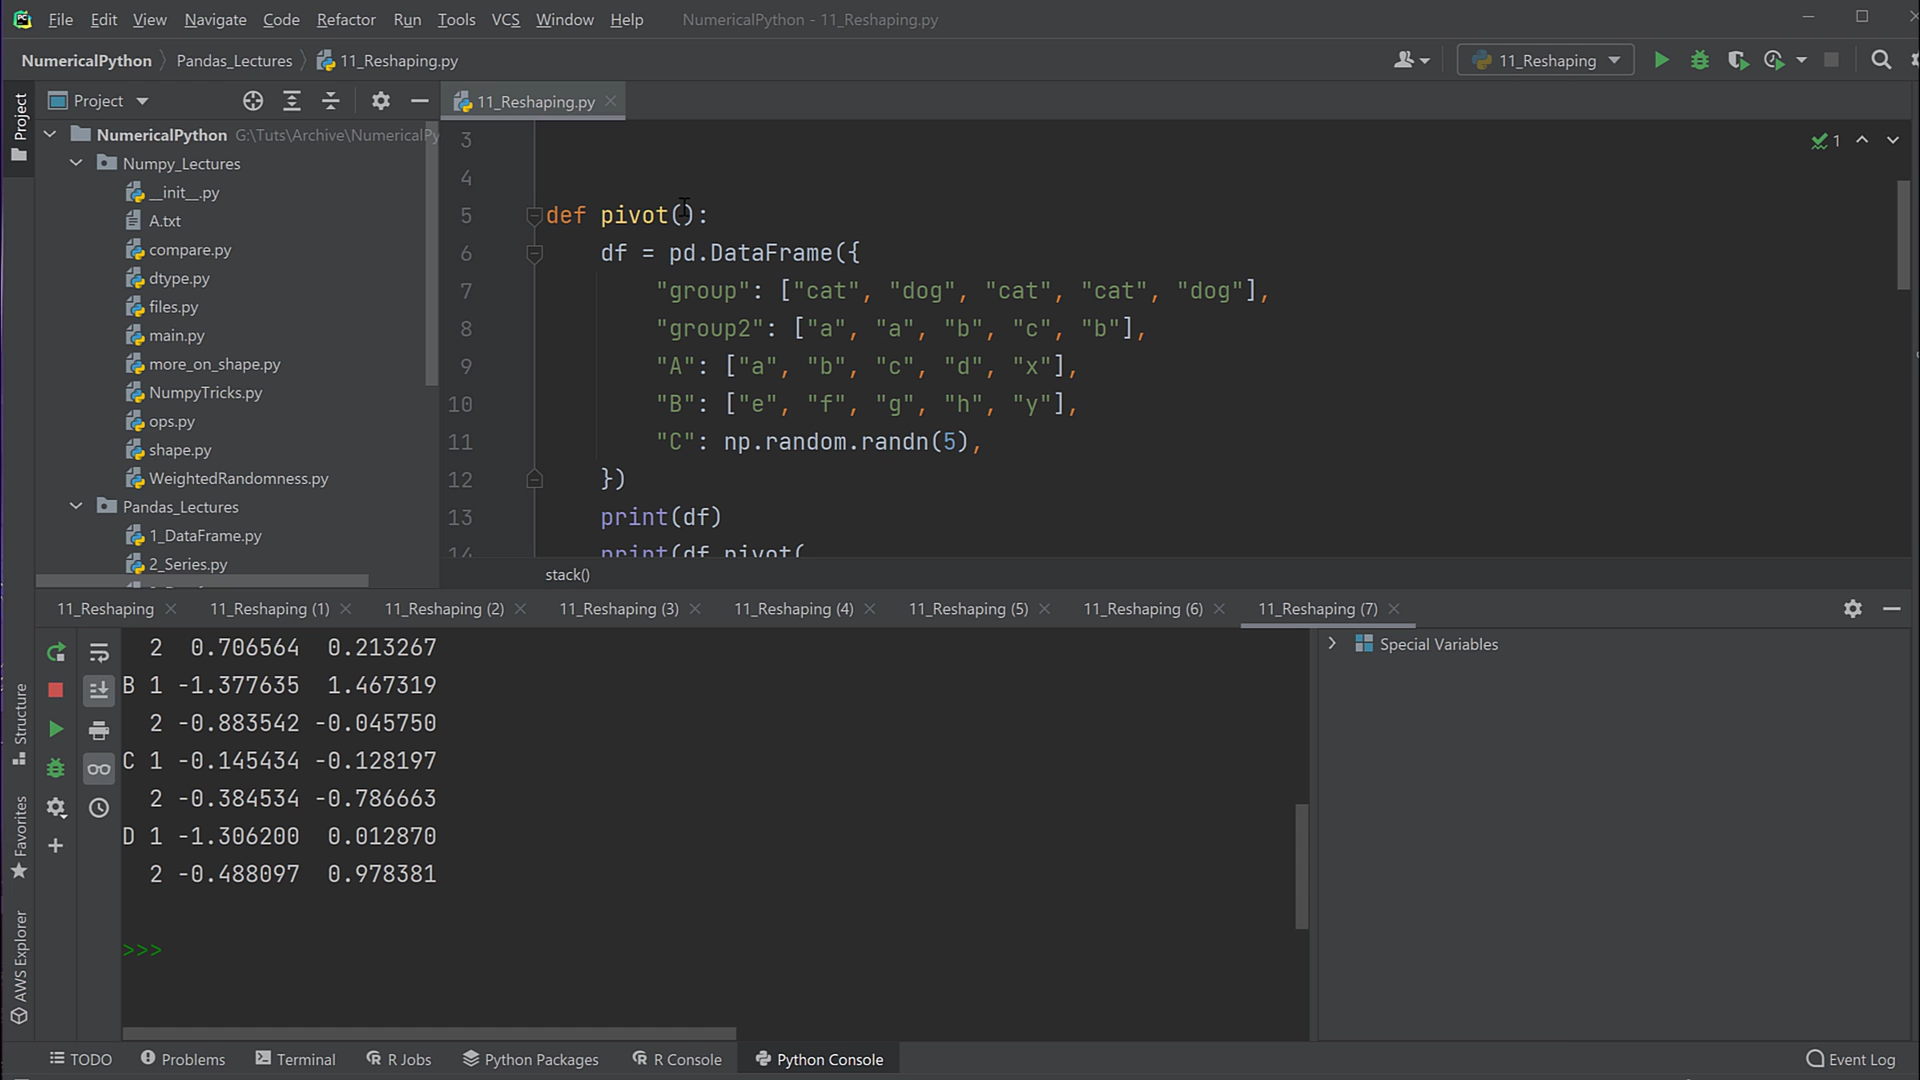 File Edit View Navigate Code Refactor Run Tools VCS Window Help NumericalPython - 11_Reshaping.py
NumericalPython Pandas_Lectures 11_Reshaping.py 11_Reshaping
Project
Project
11_Reshaping.py
NumericalPython G:\Tuts\Archive\NumericalPy
Numpy_Lectures
__init__.py
A.txt
compare.py
dtype.py
files.py
main.py
more_on_shape.py
NumpyTricks.py
ops.py
shape.py
WeightedRandomness.py
Pandas_Lectures
1_DataFrame.py
2_Series.py
1
3
4
5 def pivot():
6 df = pd.DataFrame({
7 "group": ["cat", "dog", "cat", "cat", "dog"],
8 "group2": ["a", "a", "b", "c", "b"],
9 "A": ["a", "b", "c", "d", "x"],
10 "B": ["e", "f", "g", "h", "y"],
11 "C": np.random.randn(5),
12 })
13 print(df)
14 print(df.pivot(
stack()
11_Reshaping 11_Reshaping (1) 11_Reshaping (2) 11_Reshaping (3) 11_Reshaping (4) 11_Reshaping (5) 11_Reshaping (6) 11_Reshaping (7)
2 0.706564 0.213267
B 1 -1.377635 1.467319
2 -0.883542 -0.045750
C 1 -0.145434 -0.128197
2 -0.384534 -0.786663
D 1 -1.306200 0.012870
2 -0.488097 0.978381
>>>
Special Variables
Structure
Favorites
AWS Explorer
TODO Problems Terminal R Jobs Python Packages R Console Python Console Event Log